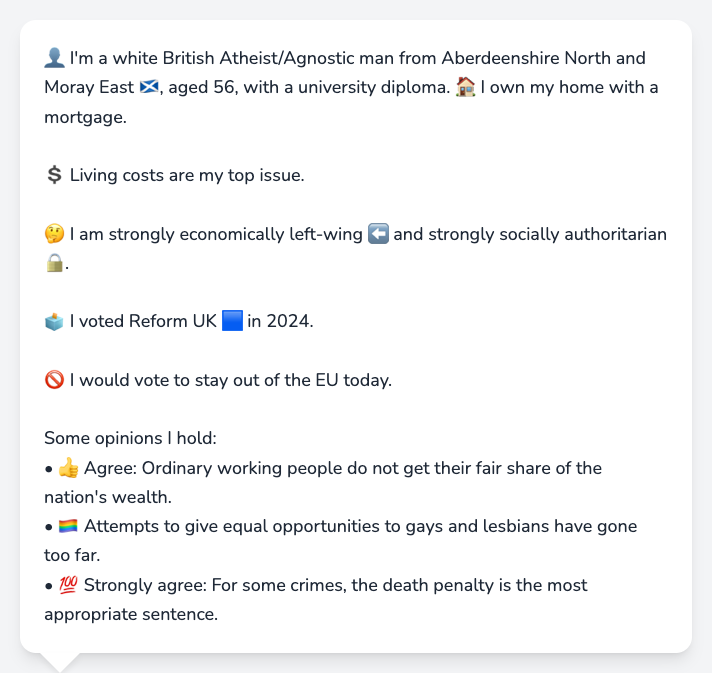 👤 I'm a white British Atheist/Agnostic man from Aberdeenshire North and
Moray East 🏴󠁧󠁢󠁳󠁣󠁴󠁿, aged 56, with a university diploma. 🏠 I own my home with a
mortgage.
💲 Living costs are my top issue.
🤔 I am strongly economically left-wing ⬅️ and strongly socially authoritarian
🔒.
🗳️ I voted Reform UK 🟦 in 2024.
🚫 I would vote to stay out of the EU today.
Some opinions I hold:
• 👍 Agree: Ordinary working people do not get their fair share of the
nation's wealth.
• 🏳️‍🌈 Attempts to give equal opportunities to gays and lesbians have gone
too far.
• 💯 Strongly agree: For some crimes, the death penalty is the most
appropriate sentence.